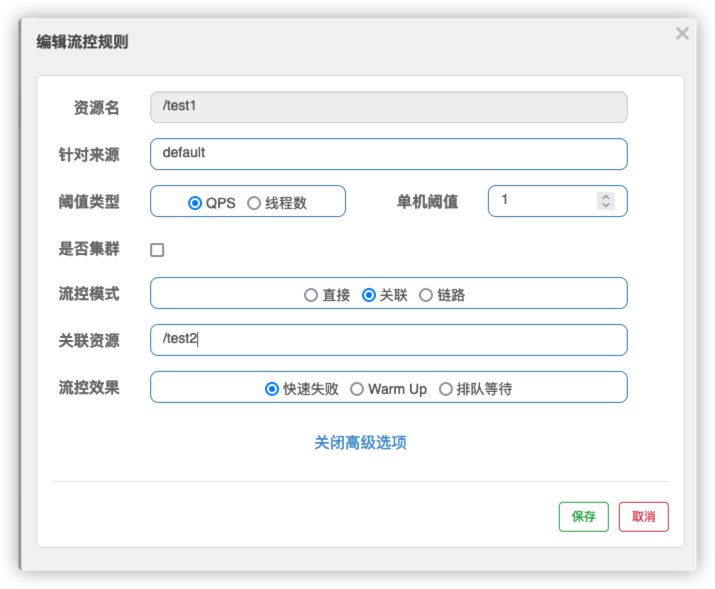 编辑流控规则
资源名 /test1
针对来源 default
阈值类型 QPS 线程数 单机阈值 1
是否集群
流控模式 直接 关联 链路
关联资源 /test2
流控效果 快速失败 Warm Up 排队等待
关闭高级选项
保存 取消